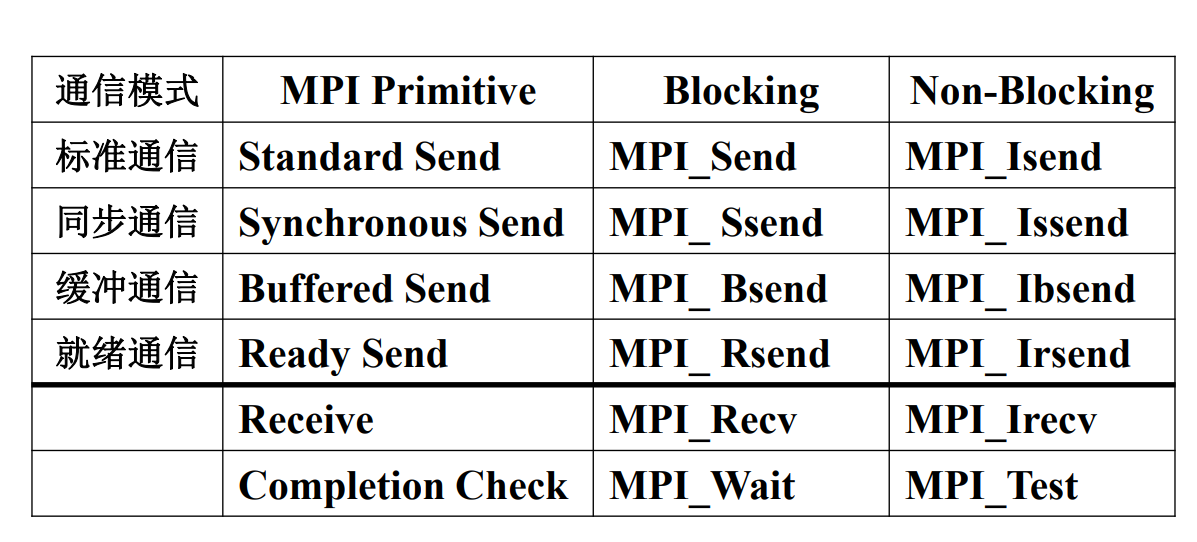 通信模式 MPI Primitive Blocking Non-Blocking
标准通信 Standard Send MPI_Send MPI_Isend
同步通信 Synchronous Send MPI_ Ssend MPI_ Issend
缓冲通信 Buffered Send MPI_ Bsend MPI_ Ibsend
就绪通信 Ready Send MPI_ Rsend MPI_ Irsend
Receive MPI_Recv MPI_Irecv
Completion Check MPI_Wait MPI_Test